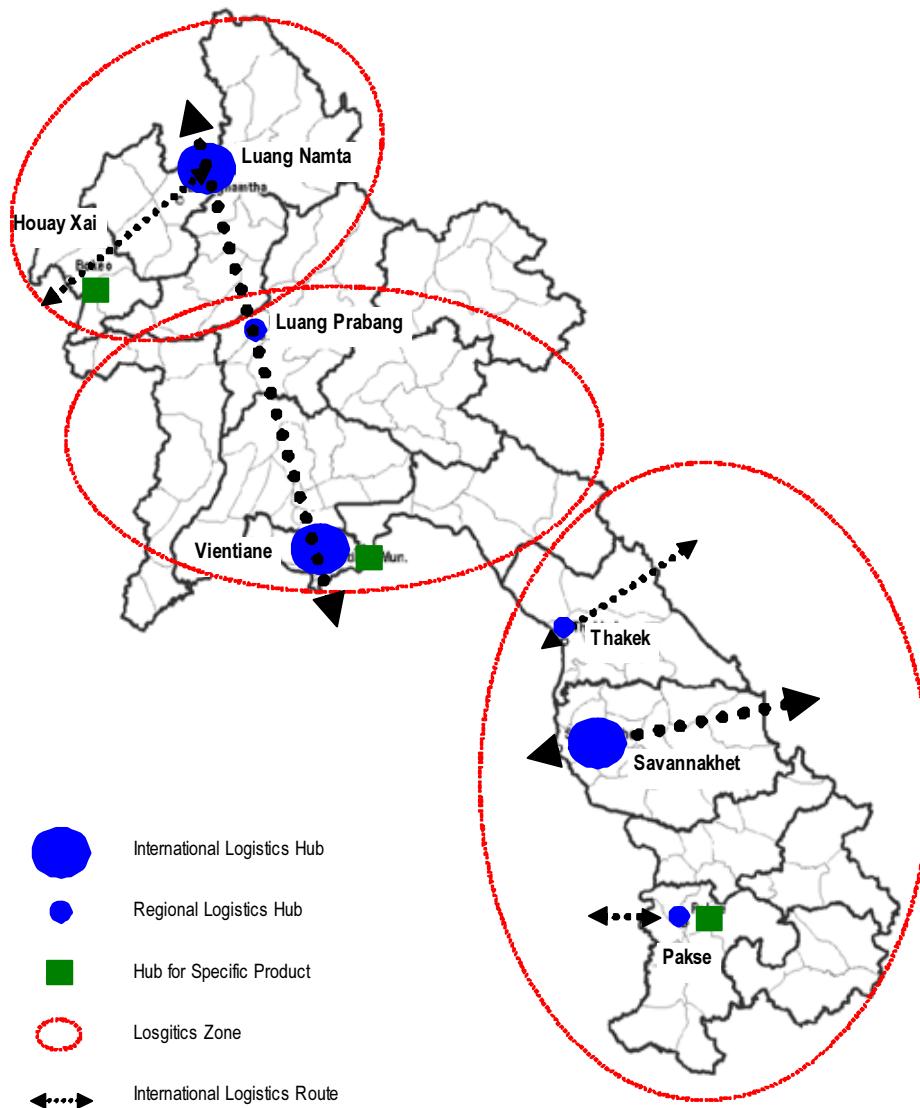 Luang Namta
Houay Xai
Luang Prabang
Vientiane
Mun.
Thakek
Savannakhet
Pakse
International Logistics Hub
Regional Logistics Hub
Hub for Specific Product
Losgitics Zone
International Logistics Route